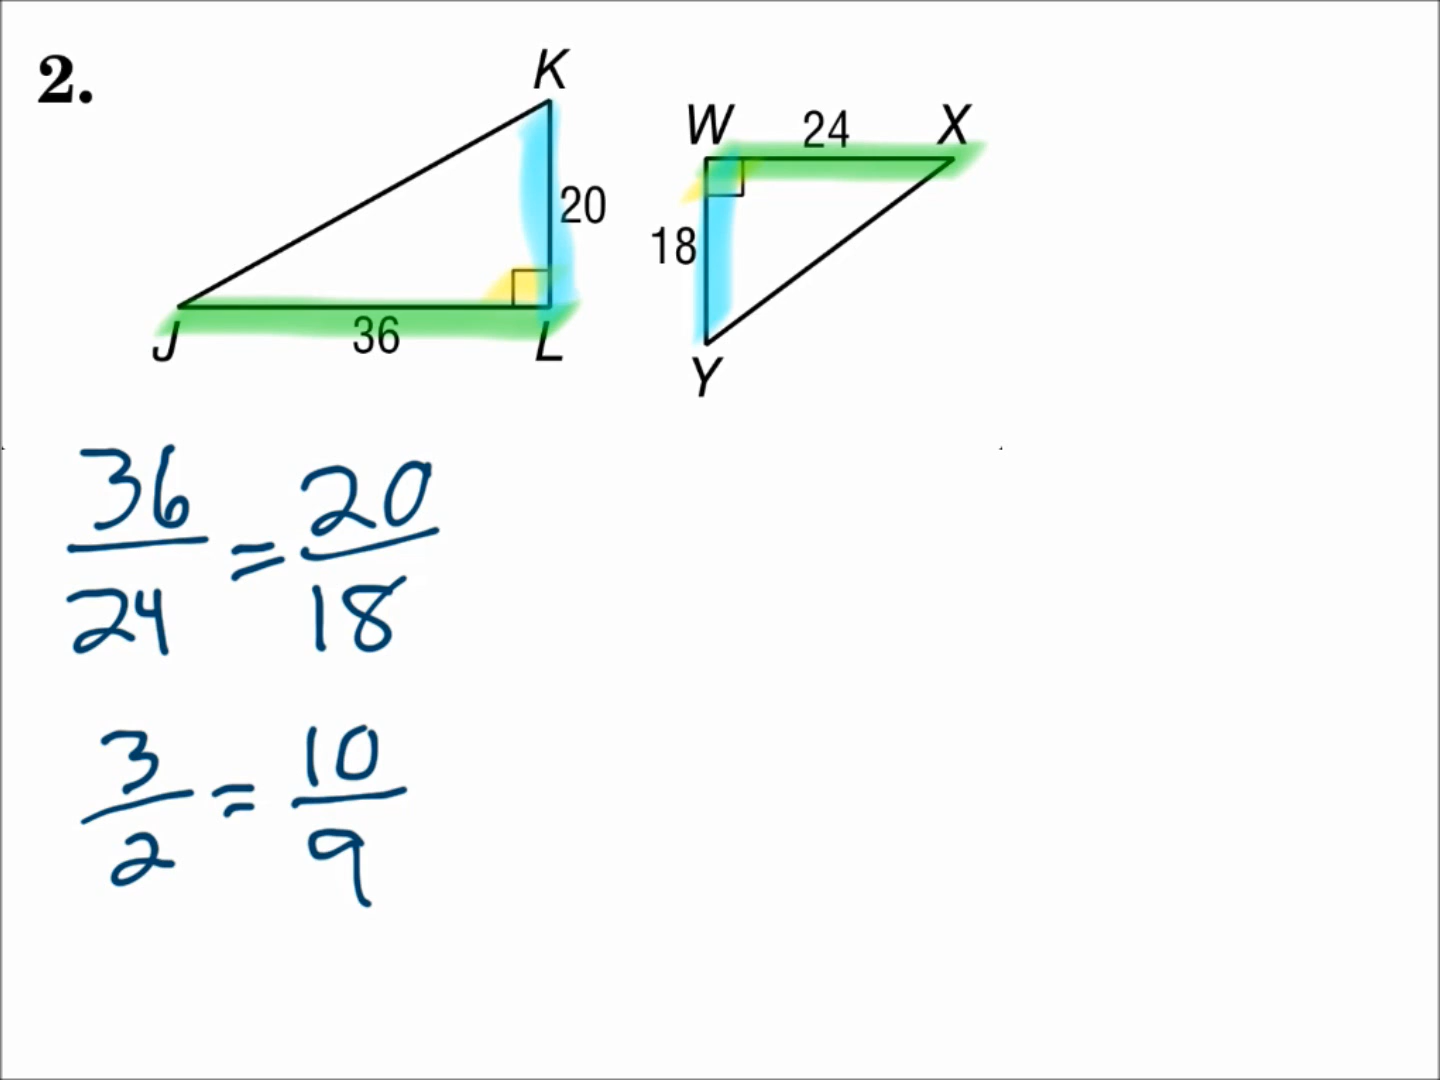 2.
K
W 24 X
20
18
J 36 L
Y
36/24 = 20/18
3/2 = 10/9